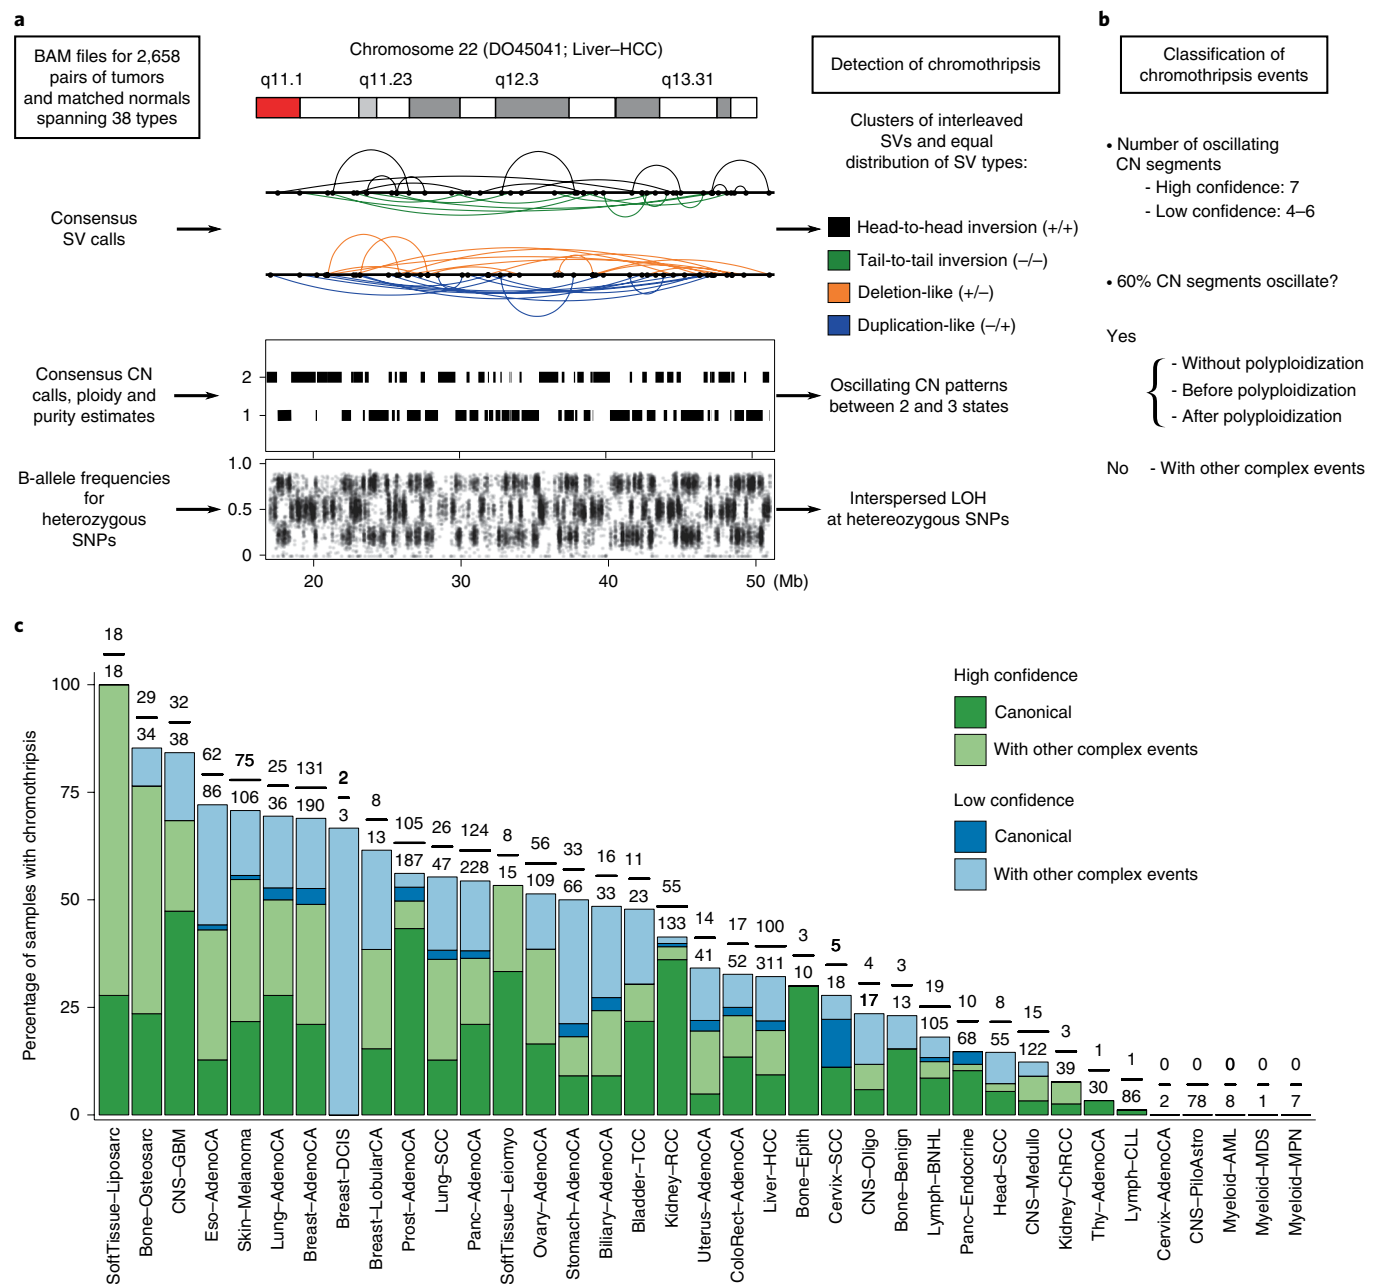 a
BAM files for 2,658
pairs of tumors
and matched normals
spanning 38 types
Chromosome 22 (DO45041; Liver–HCC)
q11.1 q11.23 q12.3 q13.31
Detection of chromothripsis
Clusters of interleaved
SVs and equal
distribution of SV types:
Consensus
SV calls
Head-to-head inversion (+/+)
Tail-to-tail inversion (–/–)
Deletion-like (+/–)
Duplication-like (–/+)
Consensus CN
calls, ploidy and
purity estimates
2
1
Oscillating CN patterns
between 2 and 3 states
B-allele frequencies
for
heterozygous
SNPs
1.0
0.5
0
Interspersed LOH
at hetereozygous SNPs
20 30 40 50 (Mb)
b
Classification of
chromothripsis events
• Number of oscillating
CN segments
- High confidence: 7
- Low confidence: 4–6
• 60% CN segments oscillate?
Yes
- Without polyploidization
- Before polyploidization
- After polyploidization
No - With other complex events
c
Percentage of samples with chromothripsis
100
75
50
25
0
High confidence
Canonical
With other complex events
Low confidence
Canonical
With other complex events
18
18
29
34
32
38
62
86
75
106
25
36
131
190
2
3
8
13
105
187
26
47
124
228
8
15
56
109
33
66
16
33
11
23
55
133
14
41
17
52
100
311
3
10
5
18
4
17
3
13
19
105
10
68
8
55
15
122
3
39
1
30
1
86
0
2
0
78
0
8
0
1
0
7
SoftTissue–Liposarc
Bone–Osteosarc
CNS–GBM
Eso–AdenoCA
Skin–Melanoma
Lung–AdenoCA
Breast–AdenoCA
Breast–DCIS
Breast–LobularCA
Prost–AdenoCA
Lung–SCC
Panc–AdenoCA
SoftTissue–Leiomyo
Ovary–AdenoCA
Stomach–AdenoCA
Biliary–AdenoCA
Bladder–TCC
Kidney–RCC
Uterus–AdenoCA
ColoRect–AdenoCA
Liver–HCC
Bone–Epith
Cervix–SCC
CNS–Oligo
Bone–Benign
Lymph–BNHL
Panc–Endocrine
Head–SCC
CNS–Medullo
Kidney–ChRCC
Thy–AdenoCA
Lymph–CLL
Cervix–AdenoCA
CNS–PiloAstro
Myeloid–AML
Myeloid–MDS
Myeloid–MPN